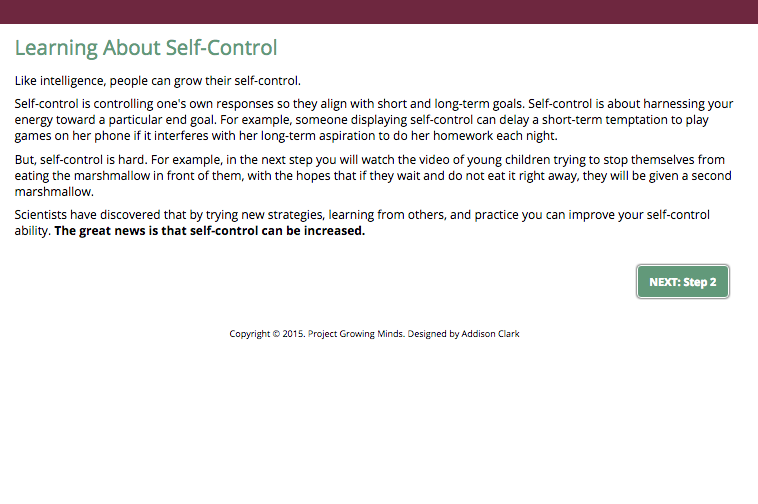 Learning About Self-Control
Like intelligence, people can grow their self-control.
Self-control is controlling one's own responses so they align with short and long-term goals. Self-control is about harnessing your
energy toward a particular end goal. For example, someone displaying self-control can delay a short-term temptation to play
games on her phone if it interferes with her long-term aspiration to do her homework each night.
But, self-control is hard. For example, in the next step you will watch the video of young children trying to stop themselves from
eating the marshmallow in front of them, with the hopes that if they wait and do not eat it right away, they will be given a second
marshmallow.
Scientists have discovered that by trying new strategies, learning from others, and practice you can improve your self-control
ability. The great news is that self-control can be increased.
NEXT: Step 2
Copyright © 2015. Project Growing Minds. Designed by Addison Clark